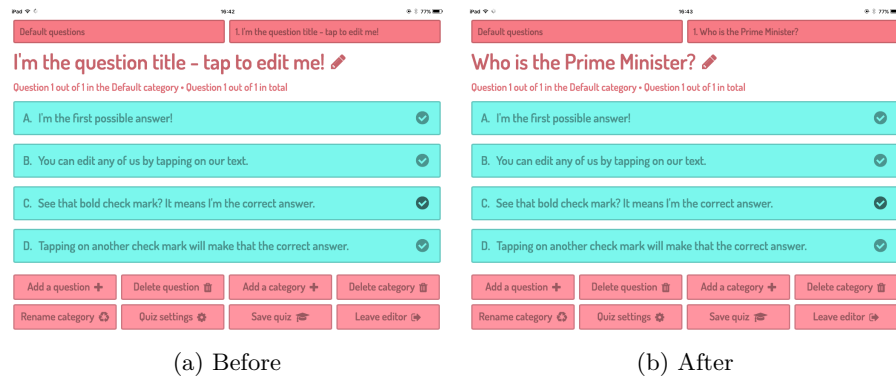 iPad 16:42 77%
Default questions 1. I'm the question title - tap to edit me!
I'm the question title - tap to edit me!
Question 1 out of 1 in the Default category • Question 1 out of 1 in total
A. I'm the first possible answer!
B. You can edit any of us by tapping on our text.
C. See that bold check mark? It means I'm the correct answer.
D. Tapping on another check mark will make that the correct answer.
Add a question Delete question Add a category Delete category
Rename category Quiz settings Save quiz Leave editor
(a) Before
iPad 16:43 77%
Default questions 1. Who is the Prime Minister?
Who is the Prime Minister?
Question 1 out of 1 in the Default category • Question 1 out of 1 in total
A. I'm the first possible answer!
B. You can edit any of us by tapping on our text.
C. See that bold check mark? It means I'm the correct answer.
D. Tapping on another check mark will make that the correct answer.
Add a question Delete question Add a category Delete category
Rename category Quiz settings Save quiz Leave editor
(b) After